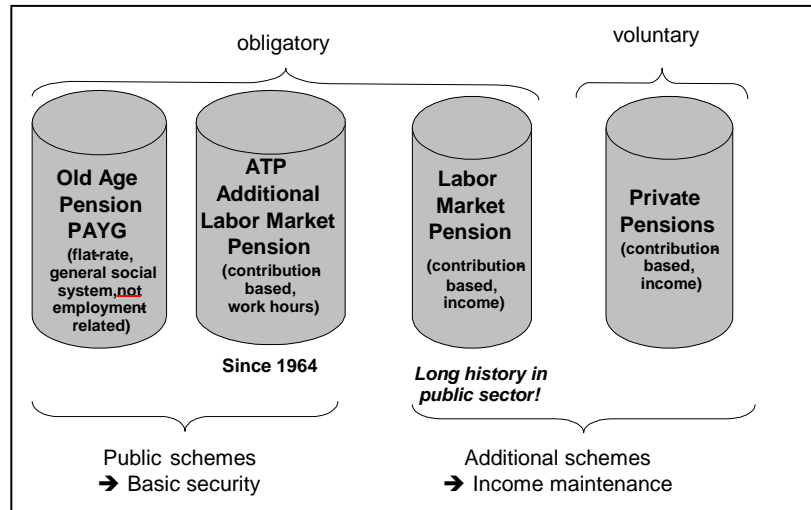 obligatory
voluntary
Old Age
Pension
PAYG
(flat-rate,
general social
system,not
employment-
related)
ATP
Additional
Labor Market
Pension
(contribution-
based,
work hours)
Since 1964
Labor
Market
Pension
(contribution-
based,
income)
Long history in
public sector!
Private
Pensions
(contribution-
based,
income)
Public schemes
➔ Basic security
Additional schemes
➔ Income maintenance